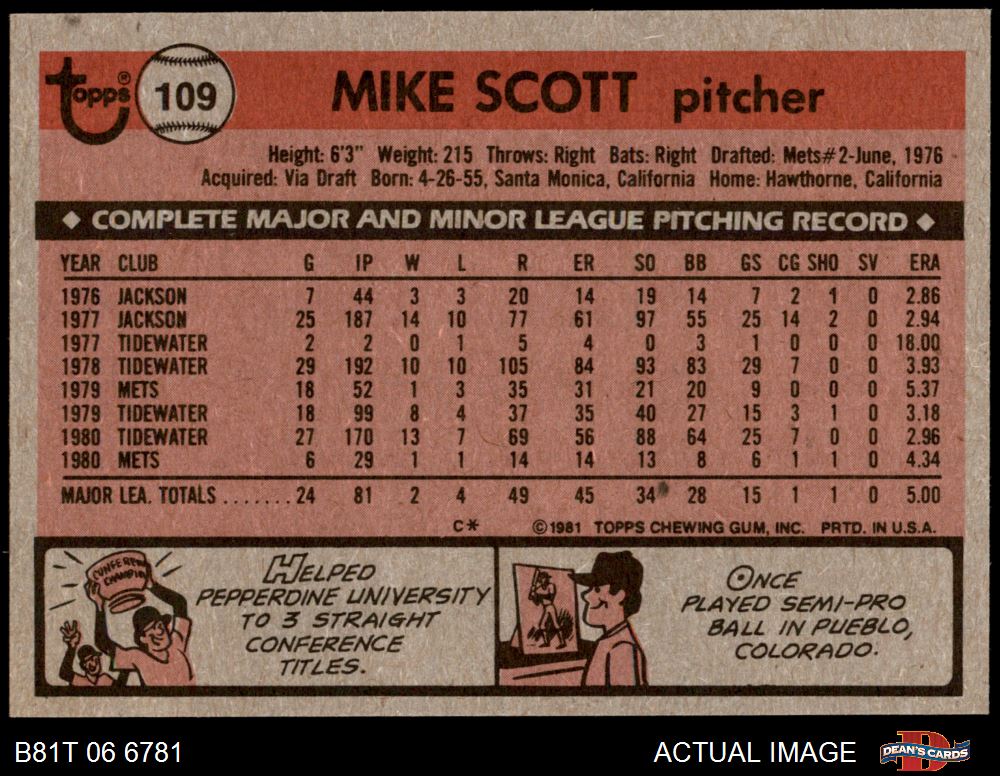 topps® 109 MIKE SCOTT pitcher
Height: 6'3" Weight: 215 Throws: Right Bats: Right Drafted: Mets#2-June, 1976
Acquired: Via Draft Born: 4-26-55, Santa Monica, California Home: Hawthorne, California
◆ COMPLETE MAJOR AND MINOR LEAGUE PITCHING RECORD ◆
YEAR CLUB G IP W L R ER SO BB GS CG SHO SV ERA
1976 JACKSON 7 44 3 3 20 14 19 14 7 2 1 0 2.86
1977 JACKSON 25 187 14 10 77 61 97 55 25 14 2 0 2.94
1977 TIDEWATER 2 2 0 1 5 4 0 3 1 0 0 0 18.00
1978 TIDEWATER 29 192 10 10 105 84 93 83 29 7 0 0 3.93
1979 METS 18 52 1 3 35 31 21 20 9 0 0 0 5.37
1979 TIDEWATER 18 99 8 4 37 35 40 27 15 3 1 0 3.18
1980 TIDEWATER 27 170 13 7 69 56 88 64 25 7 0 0 2.96
1980 METS 6 29 1 1 14 14 13 8 6 1 1 0 4.34
MAJOR LEA. TOTALS ....... 24 81 2 4 49 45 34 28 15 1 1 0 5.00
C* ©1981 TOPPS CHEWING GUM, INC. PRTD. IN U.S.A.
CONFERENCE
CHAMPION
HELPED
PEPPERDINE UNIVERSITY
TO 3 STRAIGHT
CONFERENCE
TITLES.
ONCE
PLAYED SEMI-PRO
BALL IN PUEBLO,
COLORADO.
B81T 06 6781 ACTUAL IMAGE DEAN'S CARDS